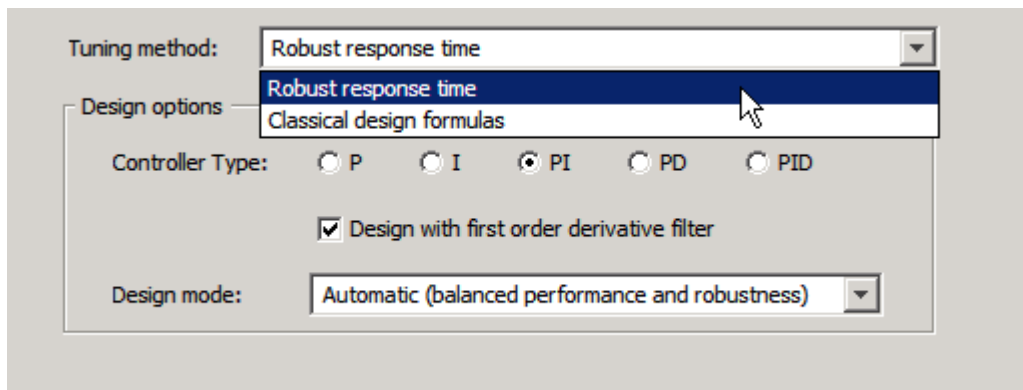 Tuning method: Robust response time
Robust response time
Design options
Classical design formulas
Controller Type: P I PI PD PID
Design with first order derivative filter
Design mode: Automatic (balanced performance and robustness)